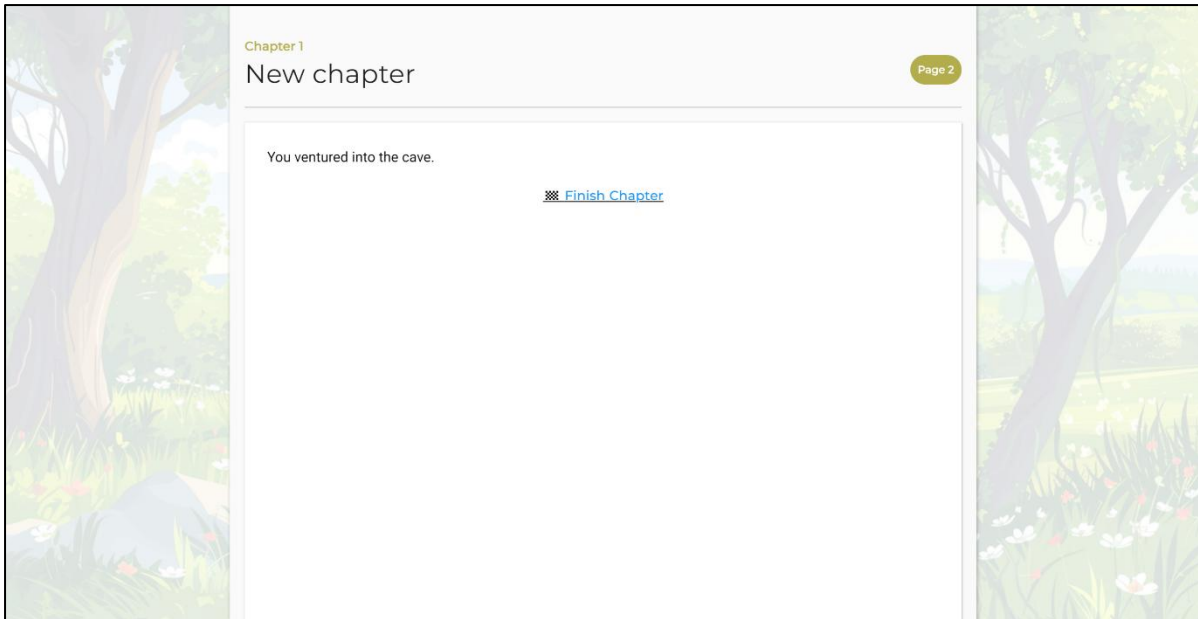 Chapter 1
New chapter
Page 2
You ventured into the cave.
Finish Chapter